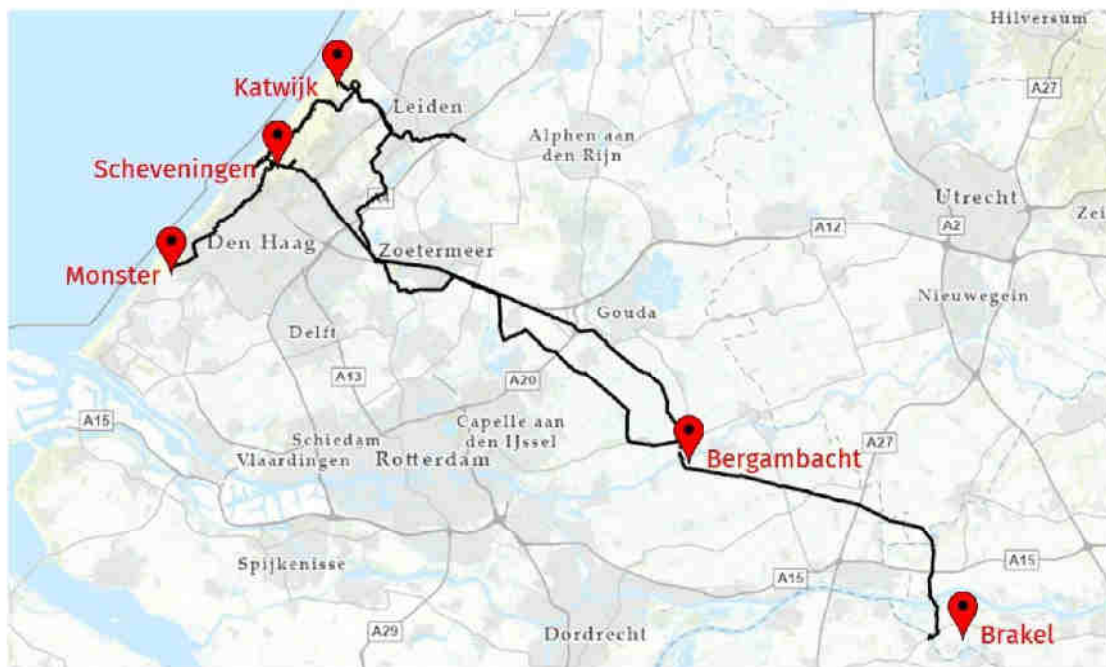 Hilversum
Katwijk
A27
Leiden
Alphen aan
den Rijn
Scheveningen
Utrecht
A2
A12
Den Haag
Zoetermeer
Monster
Nieuwegein
Gouda
Delft
A13
A20
A15
Capelle aan
den IJssel
Schiedam
Vlaardingen
Rotterdam
A27
Bergambacht
Spijkenisse
A15
A15
A29
Dordrecht
Brakel